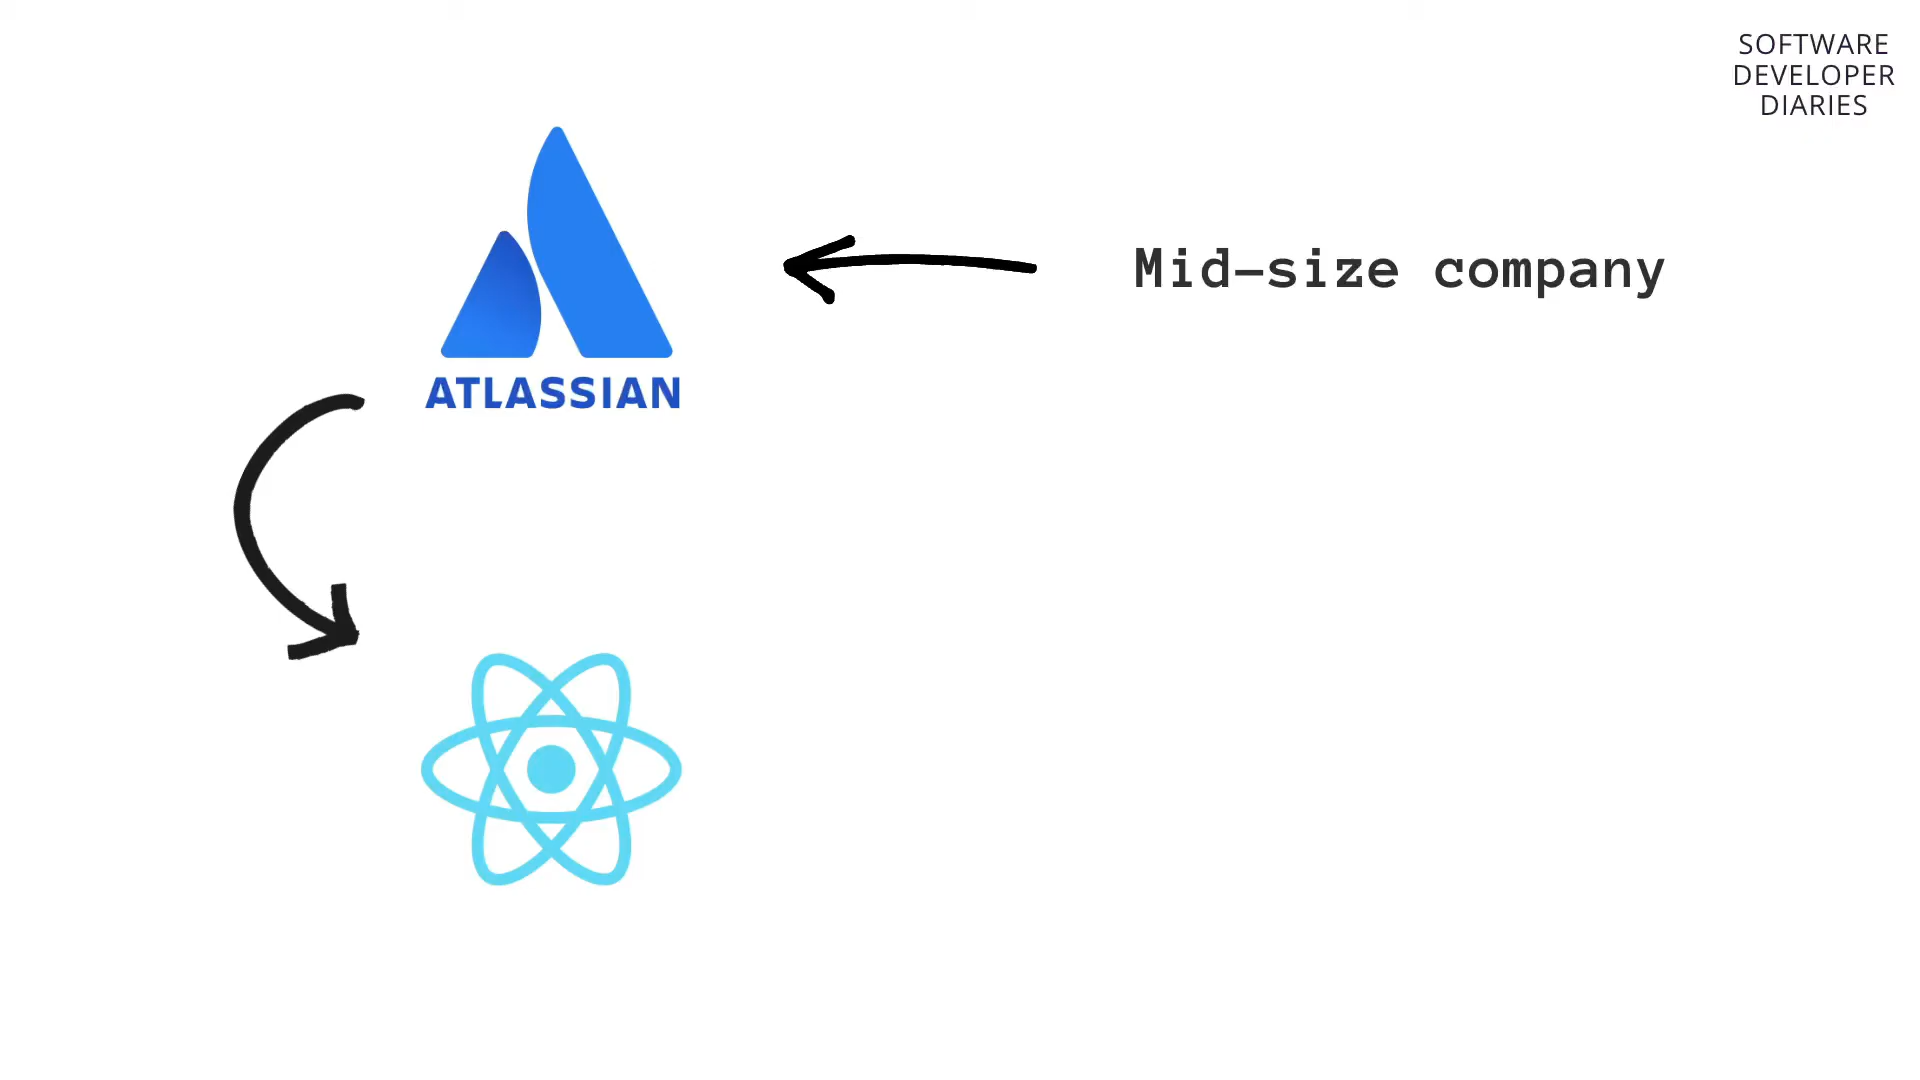 SOFTWARE
DEVELOPER
DIARIES
Mid-size company
ATLASSIAN